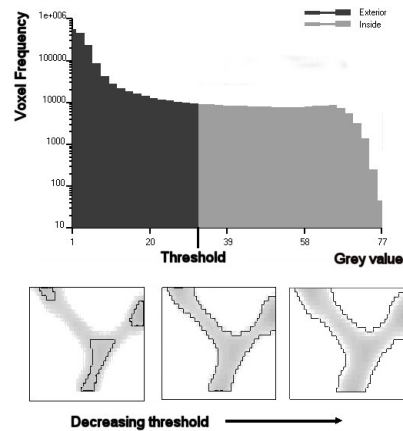 Exterior
Inside
Voxel Frequency
1e+006
100000
10000
1000
100
10
1 20 39 58 77
Threshold Grey value
Decreasing threshold